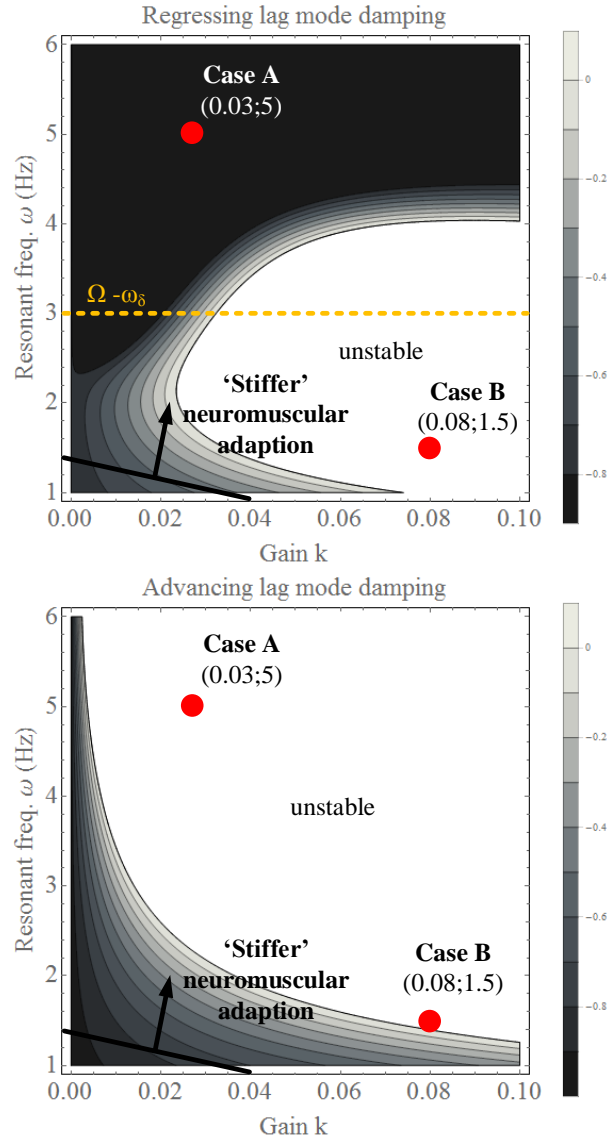 Regressing lag mode damping
6
5
4
3
2
1
Resonant freq. ω (Hz)
Case A
(0.03;5)
Ω -ωδ
unstable
‘Stiffer’
neuromuscular
adaption
Case B
(0.08;1.5)
0.00 0.02 0.04 0.06 0.08 0.10
Gain k
0
-0.2
-0.4
-0.6
-0.8
Advancing lag mode damping
6
5
4
3
2
1
Resonant freq. ω (Hz)
Case A
(0.03;5)
unstable
‘Stiffer’
neuromuscular
adaption
Case B
(0.08;1.5)
0.00 0.02 0.04 0.06 0.08 0.10
Gain k
0
-0.2
-0.4
-0.6
-0.8